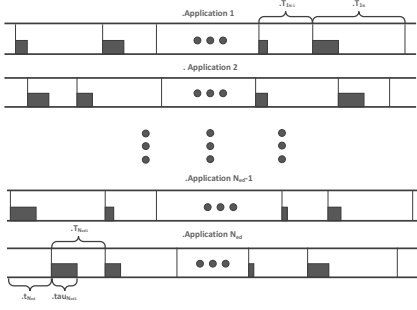 .Application 1
.T1n-1 .T1n
. Application 2
.Application Ned-1
.Application Ned
.TNed1
.tNed .tauNed1